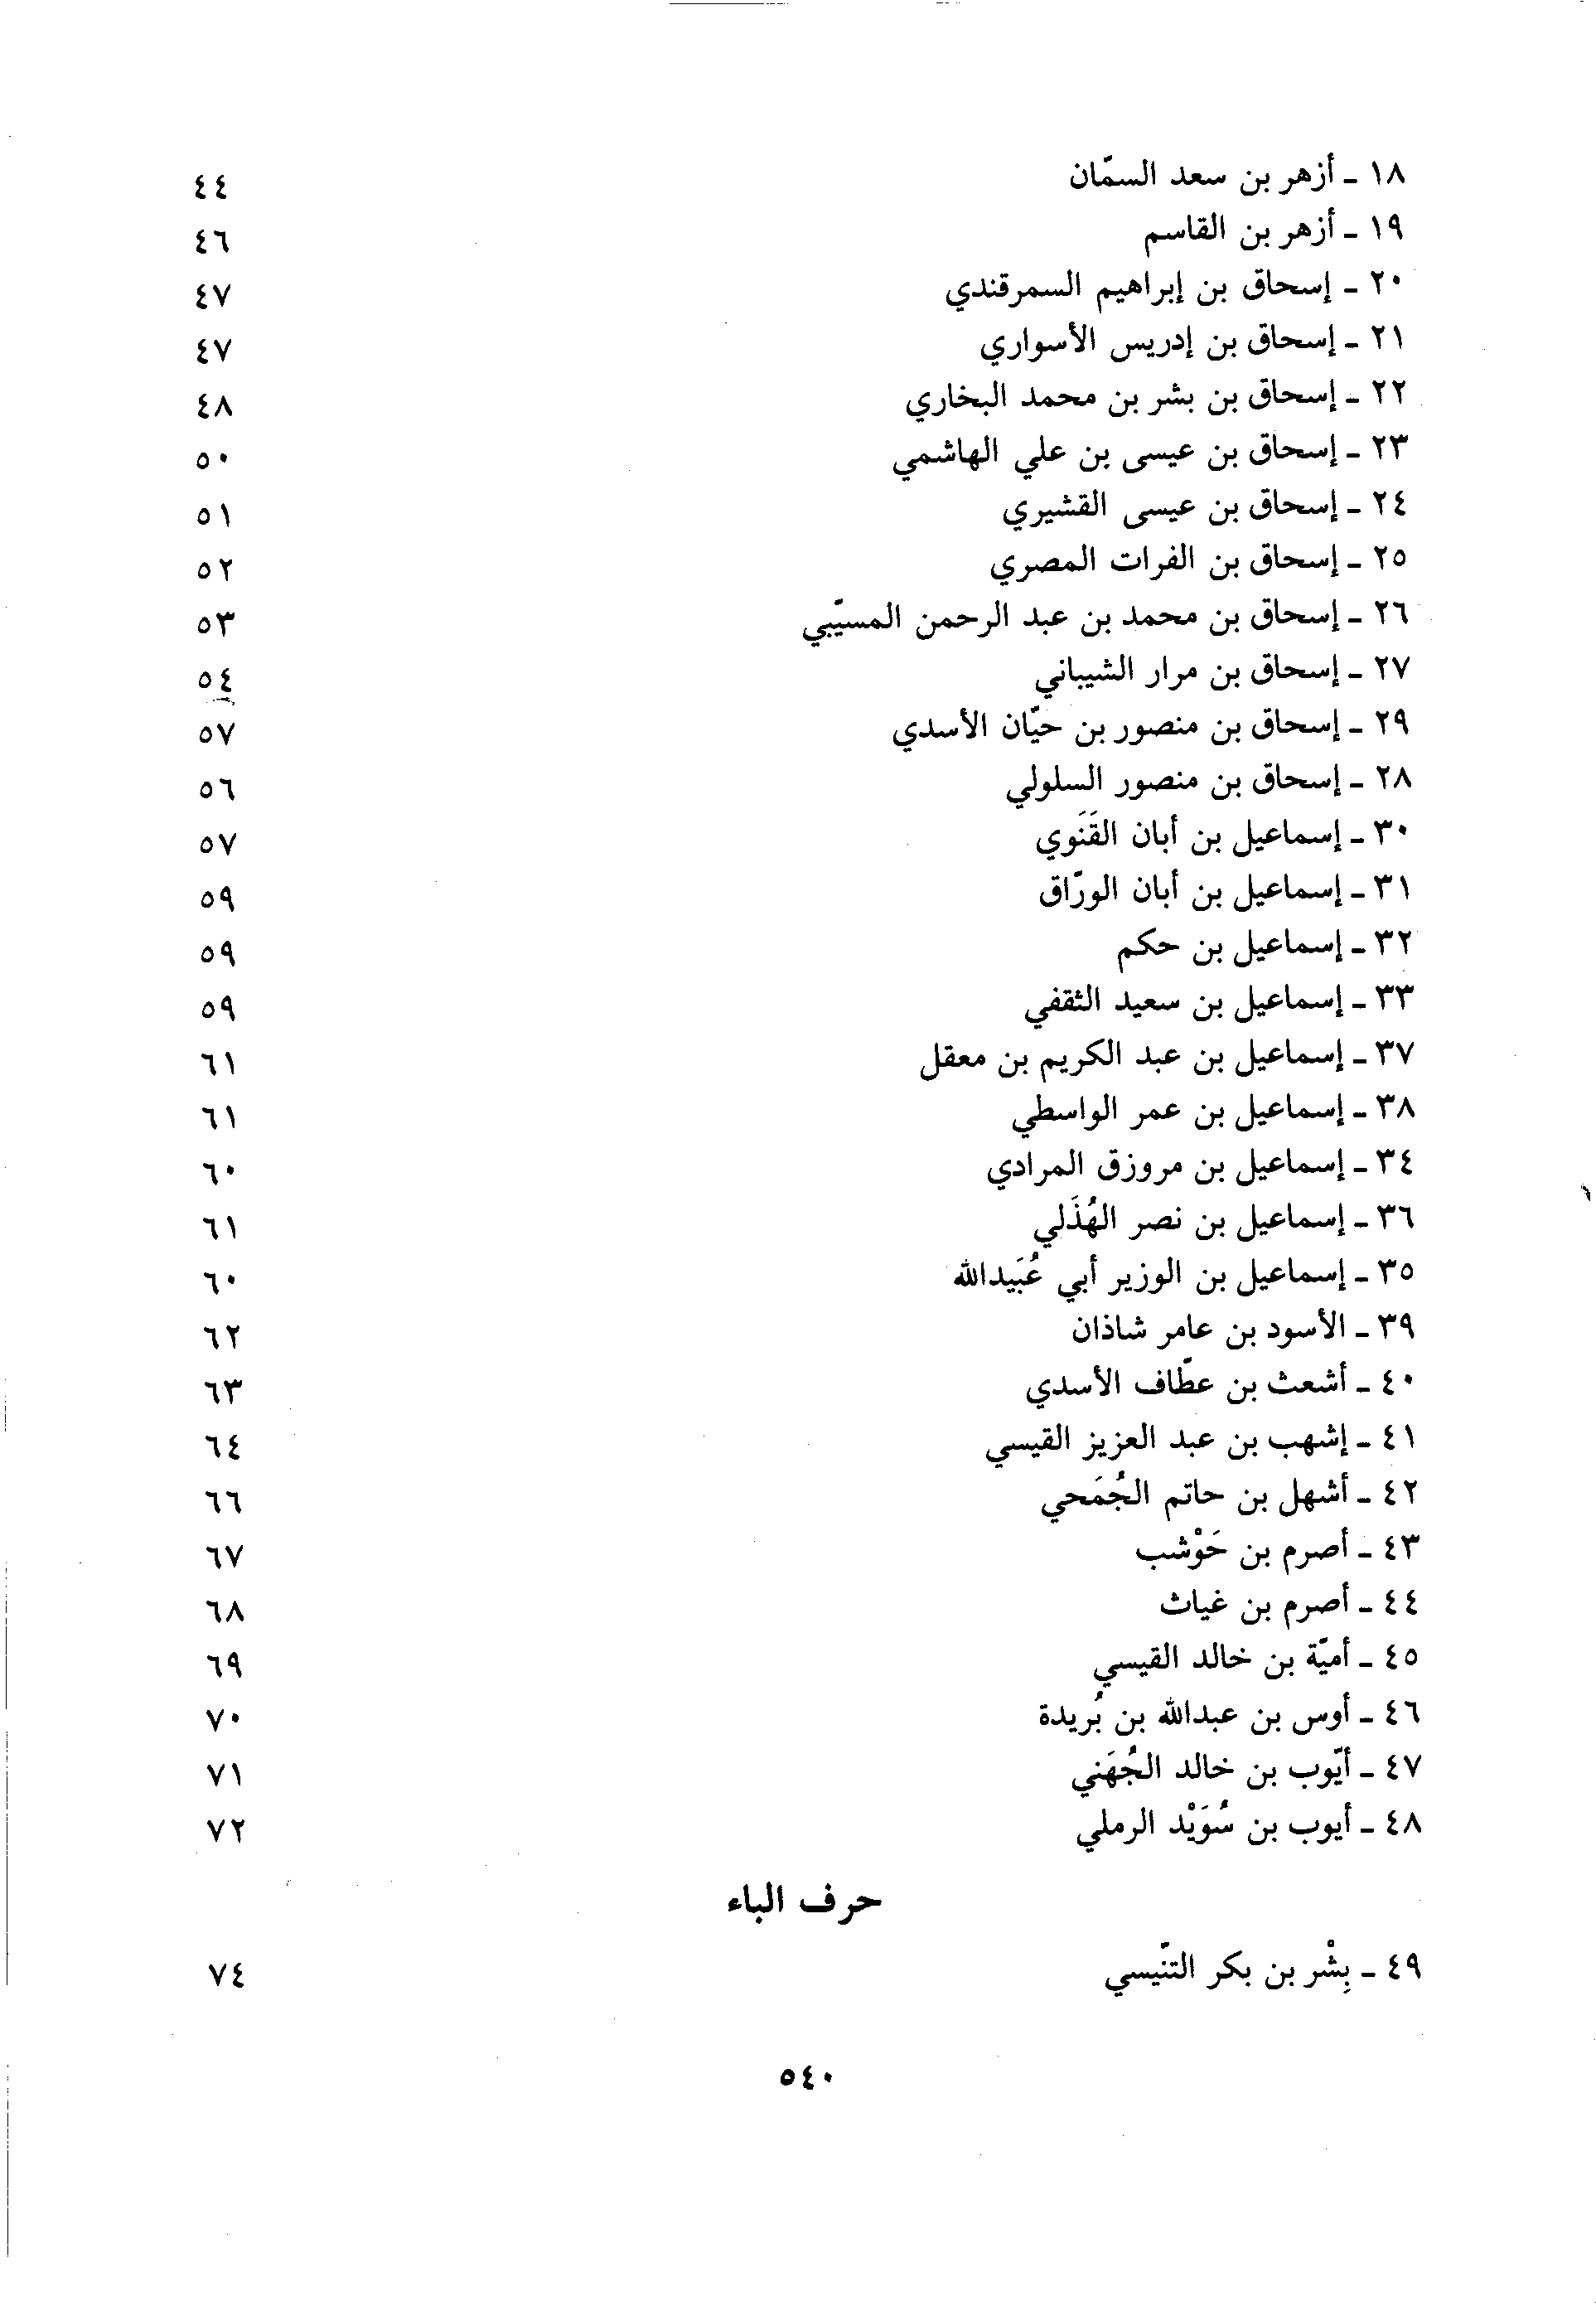 ١٨ - أزهر بن سعد السمّان ٤٤
١٩ - أزهر بن القاسم ٤٦
٢٠ - إسحاق بن إبراهيم السمرقندي ٤٧
٢١ - إسحاق بن إدريس الأسواري ٤٧
٢٢ - إسحاق بن بشر بن محمد البخاري ٤٨
٢٣ - إسحاق بن عيسى بن علي الهاشمي ٥٠
٢٤ - إسحاق بن عيسى القشيري ٥١
٢٥ - إسحاق بن الفرات المصري ٥٢
٢٦ - إسحاق بن محمد بن عبد الرحمن المسيّبي ٥٣
٢٧ - إسحاق بن مرار الشيباني ٥٤
٢٩ - إسحاق بن منصور بن حيّان الأسدي ٥٧
٢٨ - إسحاق بن منصور السلولي ٥٦
٣٠ - إسماعيل بن أبان القَنَوي ٥٧
٣١ - إسماعيل بن أبان الورّاق ٥٩
٣٢ - إسماعيل بن حكم ٥٩
٣٣ - إسماعيل بن سعيد الثقفي ٥٩
٣٧ - إسماعيل بن عبد الكريم بن معقل ٦١
٣٨ - إسماعيل بن عمر الواسطي ٦١
٣٤ - إسماعيل بن مروزق المرادي ٦٠
٣٦ - إسماعيل بن نصر الهُذَلي ٦١
٣٥ - إسماعيل بن الوزير أبي عُبَيدالله ٦٠
٣٩ - الأسود بن عامر شاذان ٦٢
٤٠ - أشعث بن عطّاف الأسدي ٦٣
٤١ - إشهب بن عبد العزيز القيسي ٦٤
٤٢ - أشهل بن حاتم الجُمَحي ٦٦
٤٣ - أصرم بن حَوْشب ٦٧
٤٤ - أصرم بن غياث ٦٨
٤٥ - أميّة بن خالد القيسي ٦٩
٤٦ - أوس بن عبدالله بن بُريدة ٧٠
٤٧ - أيّوب بن خالد الجُهَني ٧١
٤٨ - أيوب بن سُوَيْد الرملي ٧٢
حرف الباء
٤٩ - بِشْر بن بكر التنّيسي ٧٤
٥٤٠